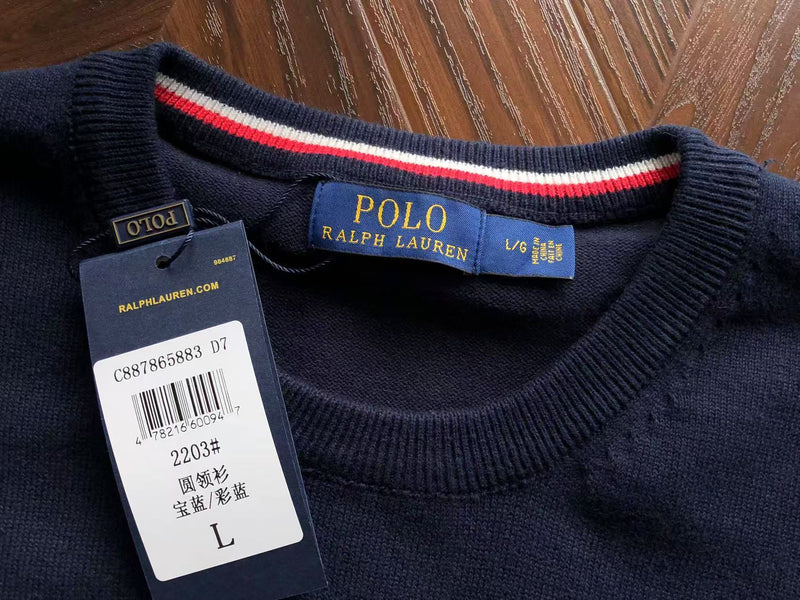 POLO
RALPH LAUREN
L/G
MADE IN
CHINA
FAIT EN
CHINE
POLO
984887
RALPHLAUREN.COM
C887865883 D7
4 78216 60094 7
2203#
圆领衫
宝蓝/彩蓝
L